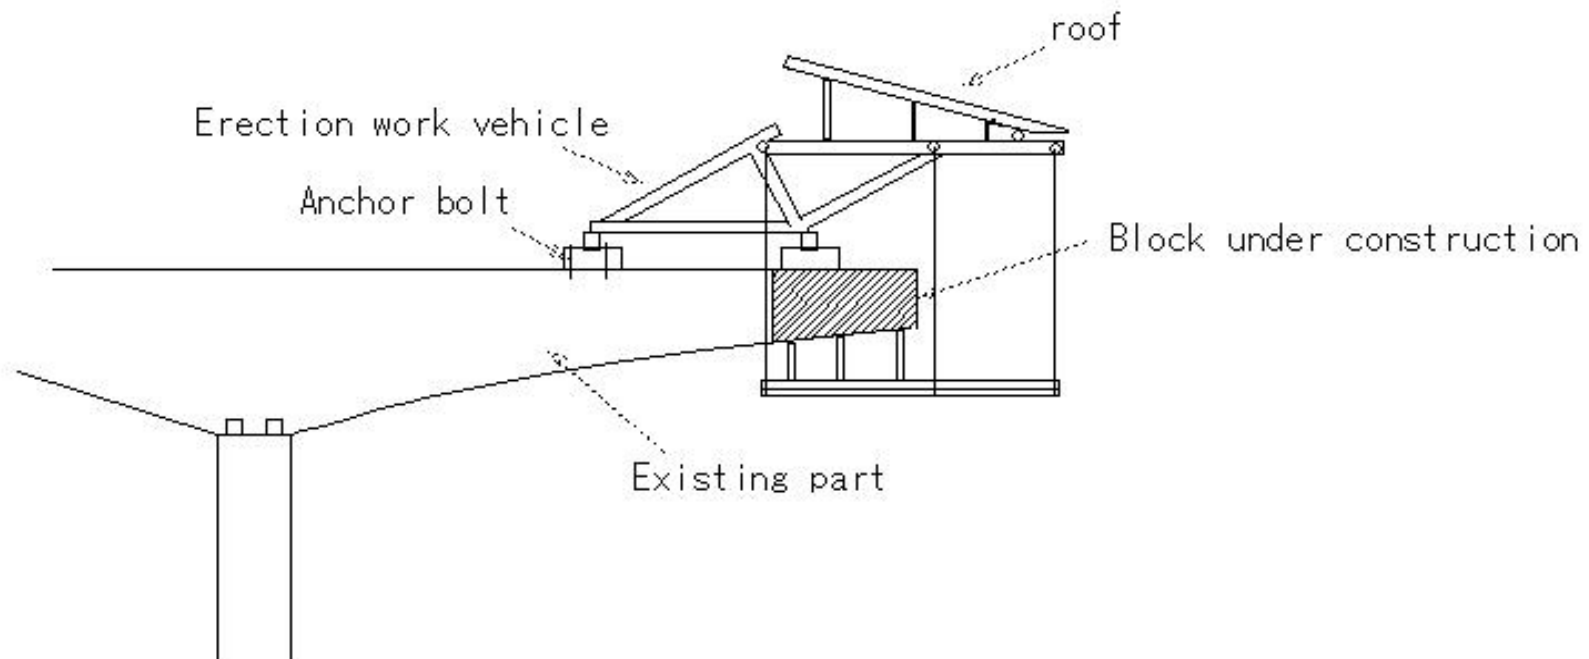 roof
Erection work vehicle
Anchor bolt
Block under construction
Existing part